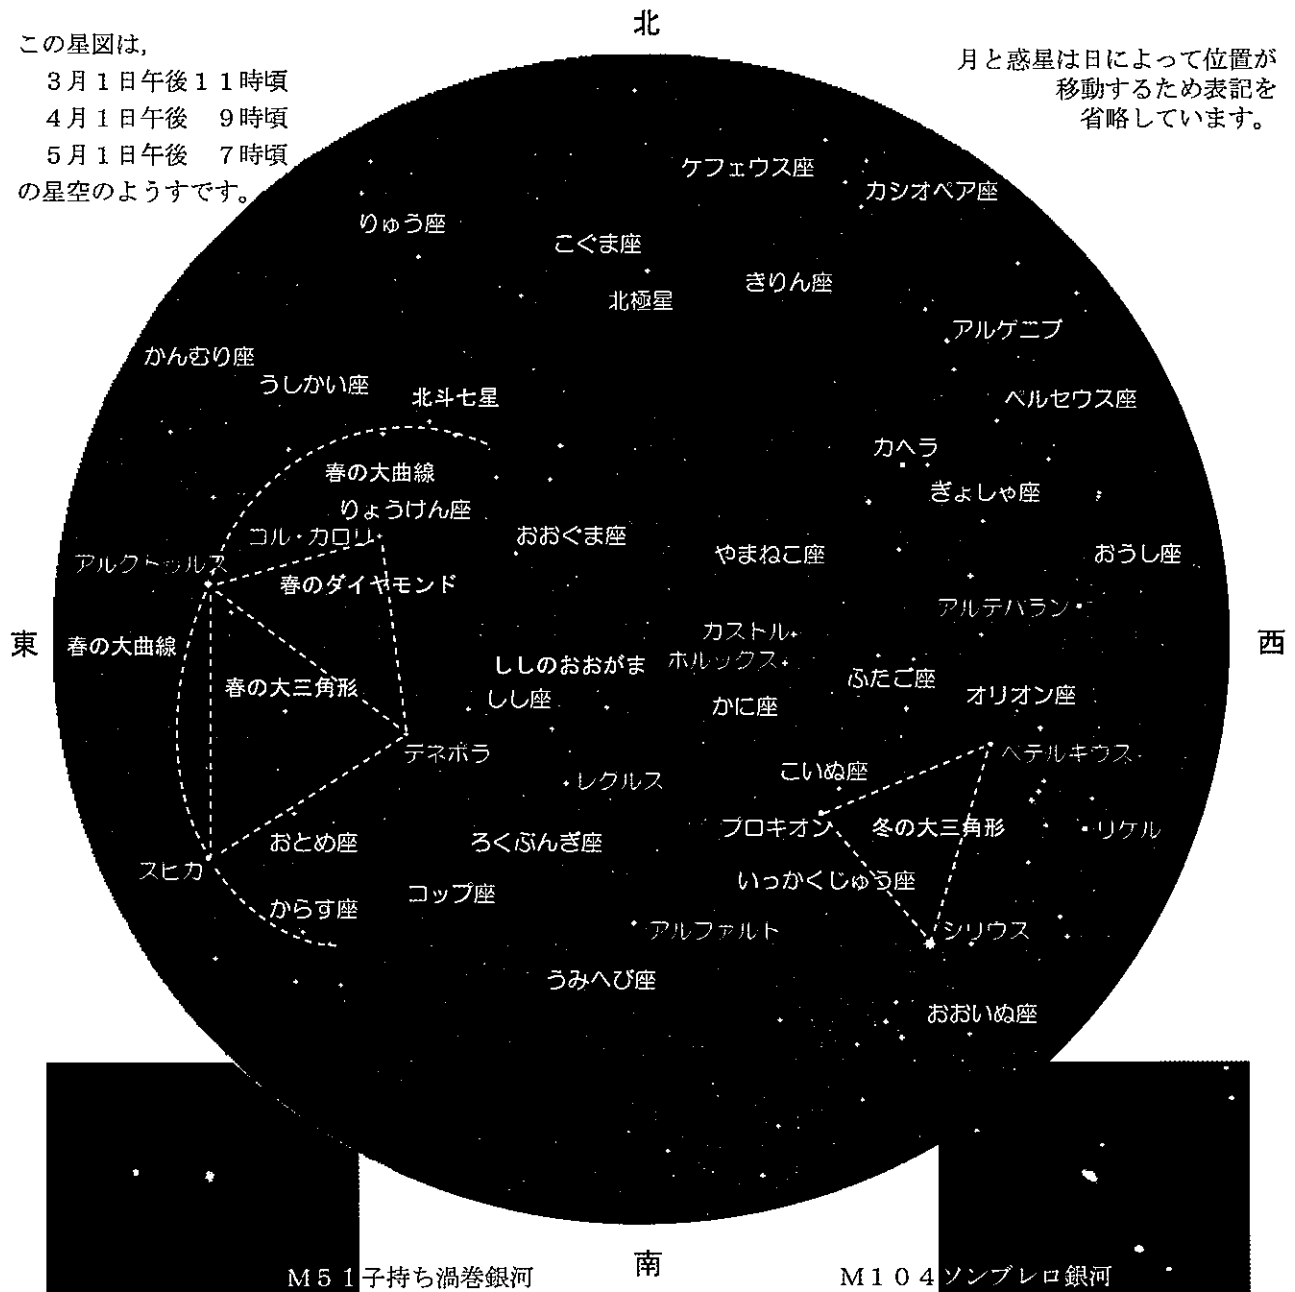 北
この星図は,
3月1日午後11時頃
4月1日午後 9時頃
5月1日午後 7時頃
の星空のようすです。
月と惑星は日によって位置が
移動するため表記を
省略しています。
ケフェウス座
カシオペア座
りゅう座
こぐま座
きりん座
北極星
アルゲニブ
かんむり座
うしかい座
北斗七星
ペルセウス座
カペラ
春の大曲線
ぎょしゃ座
りょうけん座
コル・カロリ
おおぐま座
やまねこ座
おうし座
アルクトゥルス
春のダイヤモンド
アルデバラン
東
春の大曲線
カストル
西
ししのおおがま
ポルックス
ふたご座
春の大三角形
しし座
かに座
オリオン座
デネボラ
ベテルギウス
こいぬ座
レグルス
プロキオン
冬の大三角形
リゲル
おとめ座
ろくぶんぎ座
スピカ
いっかくじゅう座
コップ座
からす座
アルファルト
シリウス
うみへび座
おおいぬ座
南
M51子持ち渦巻銀河
M104ソンブレロ銀河